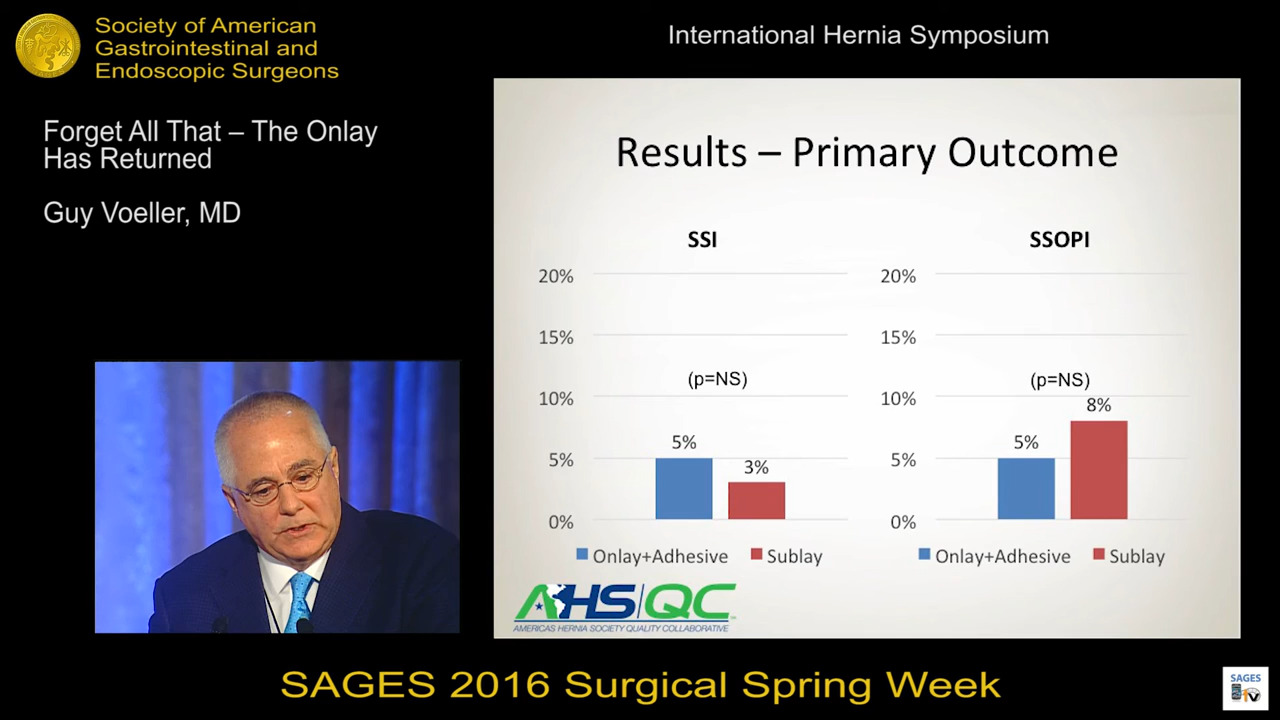 Society of American
Gastrointestinal and
Endoscopic Surgeons
International Hernia Symposium
Forget All That – The Onlay
Has Returned
Guy Voeller, MD
Results – Primary Outcome
SSI
20%
15%
10%
5%
0%
(p=NS)
5%
3%
Onlay+Adhesive
Sublay
SSOPI
20%
15%
10%
5%
0%
(p=NS)
5%
8%
Onlay+Adhesive
Sublay
AHS|QC
AMERICAS HERNIA SOCIETY QUALITY COLLABORATIVE
SAGES 2016 Surgical Spring Week
SAGES
TV